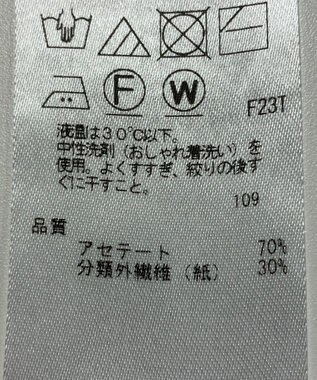 F W
F23T
液温は30℃以下。
中性洗剤（おしゃれ着洗い）を
使用。よくすすぎ、絞りの後す
ぐに干すこと。
109
品質
アセテート 70%
分類外繊維（紙） 30%